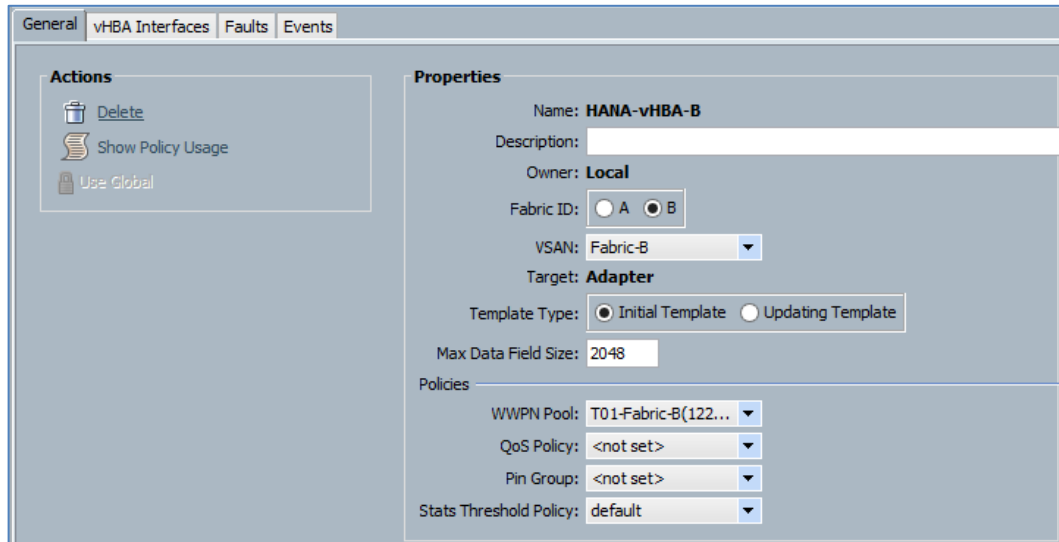 General vHBA Interfaces Faults Events
Actions
Delete
Show Policy Usage
Use Global
Properties
Name: HANA-vHBA-B
Description:
Owner: Local
Fabric ID: A B
VSAN: Fabric-B
Target: Adapter
Template Type: Initial Template Updating Template
Max Data Field Size: 2048
Policies
WWPN Pool: T01-Fabric-B(122...
QoS Policy: <not set>
Pin Group: <not set>
Stats Threshold Policy: default